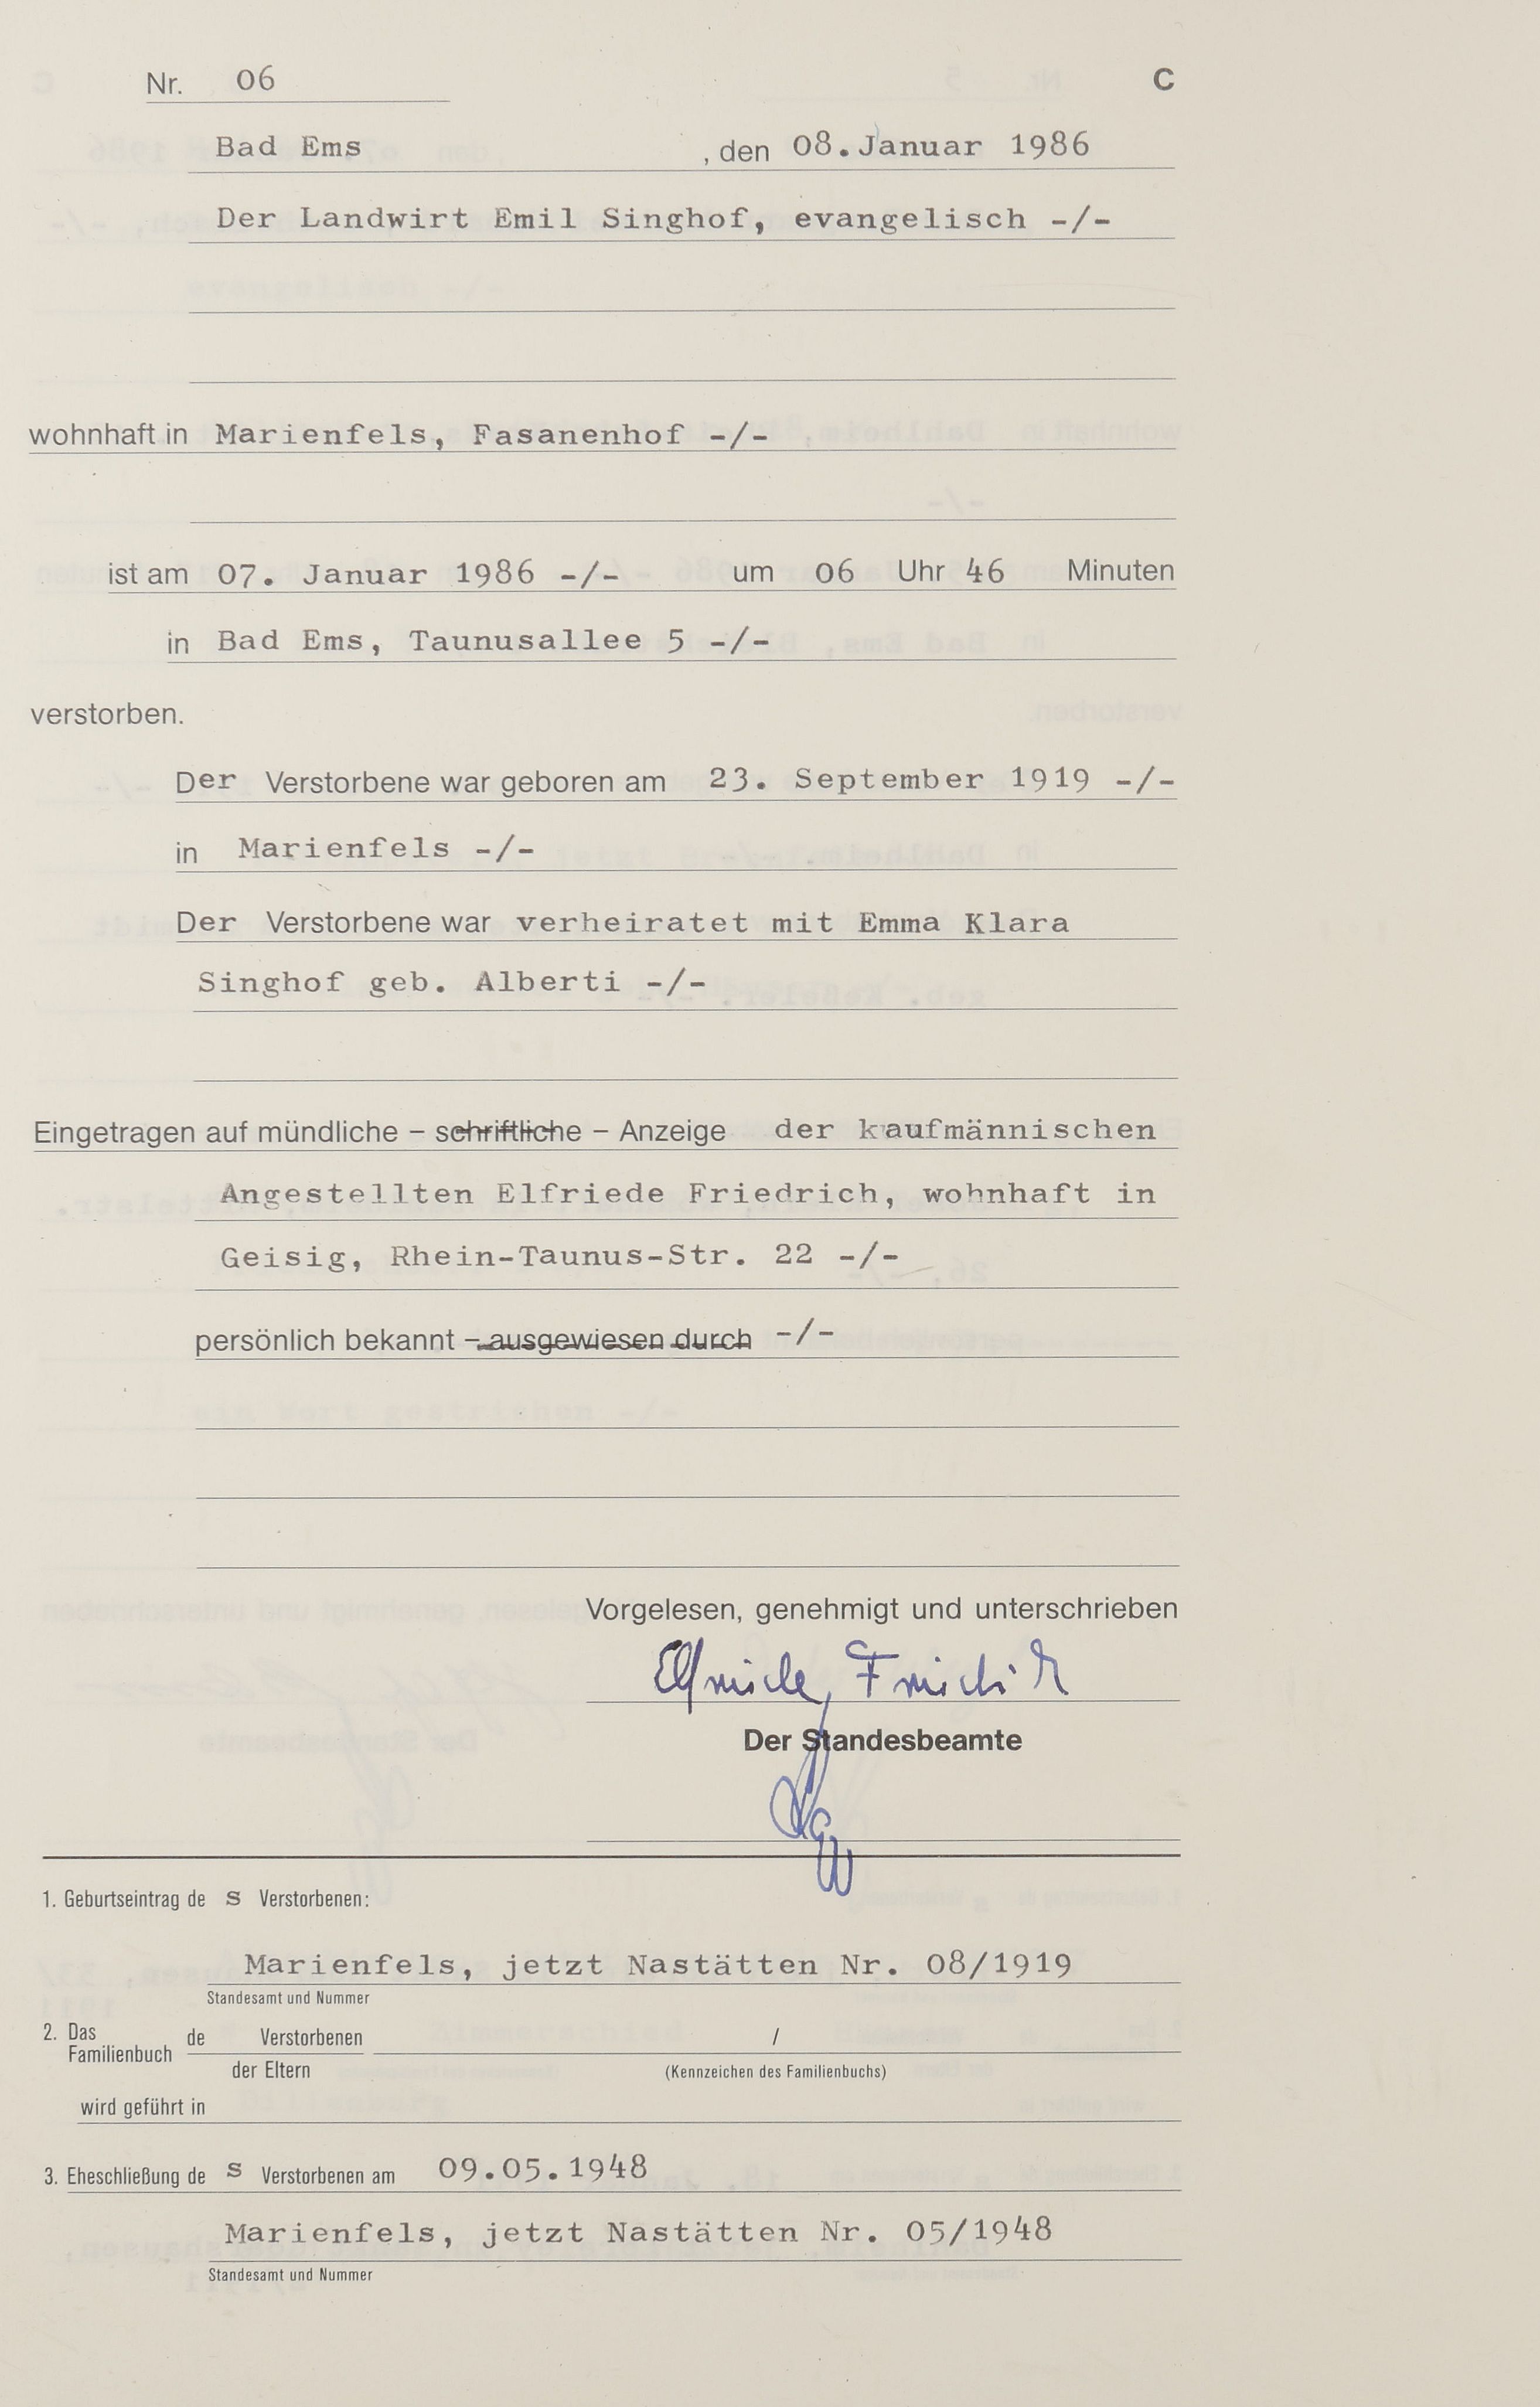 Nr. 06 C
Bad Ems , den 08.Januar 1986
Der Landwirt Emil Singhof, evangelisch -/-
wohnhaft in Marienfels, Fasanenhof -/-
ist am 07. Januar 1986 -/- um 06 Uhr 46 Minuten
in Bad Ems, Taunusallee 5 -/-
verstorben.
Der Verstorbene war geboren am 23. September 1919 -/-
in Marienfels -/-
Der Verstorbene war verheiratet mit Emma Klara
Singhof geb. Alberti -/-
Eingetragen auf mündliche – schriftliche – Anzeige der kaufmännischen
Angestellten Elfriede Friedrich, wohnhaft in
Geisig, Rhein-Taunus-Str. 22 -/-
persönlich bekannt – ausgewiesen durch -/-
Vorgelesen, genehmigt und unterschrieben
Elfriede Friedrich
Der Standesbeamte
1. Geburtseintrag de s Verstorbenen:
Marienfels, jetzt Nastätten Nr. 08/1919
Standesamt und Nummer
2. Das Familienbuch de Verstorbenen /
der Eltern (Kennzeichen des Familienbuchs)
wird geführt in
3. Eheschließung de s Verstorbenen am 09.05.1948
Marienfels, jetzt Nastätten Nr. 05/1948
Standesamt und Nummer